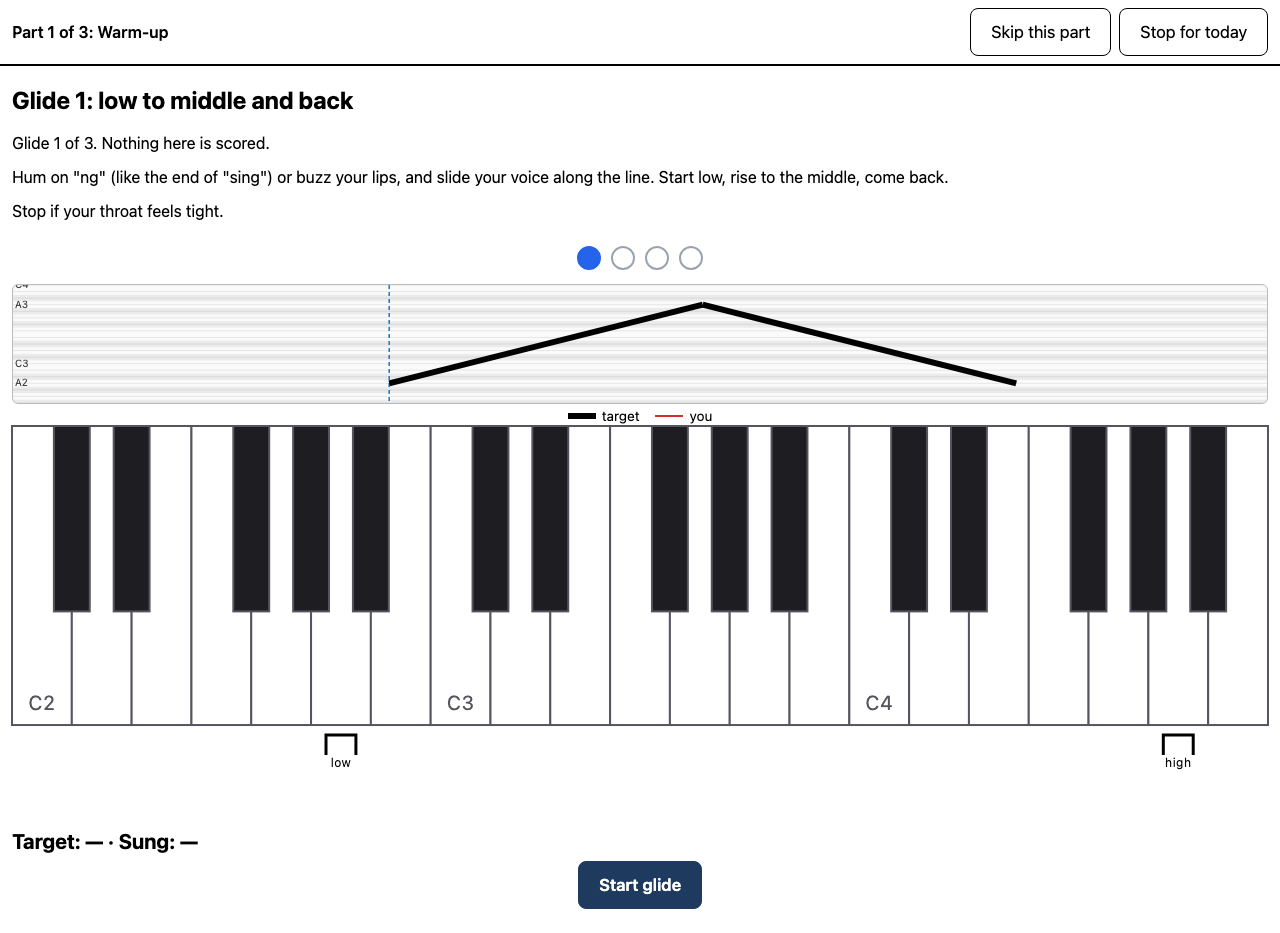 Part 1 of 3: Warm-up
Skip this part
Stop for today
Glide 1: low to middle and back
Glide 1 of 3. Nothing here is scored.
Hum on "ng" (like the end of "sing") or buzz your lips, and slide your voice along the line. Start low, rise to the middle, come back.
Stop if your throat feels tight.
C4
A3
C3
A2
target
you
C2
C3
C4
low
high
Target: — · Sung: —
Start glide